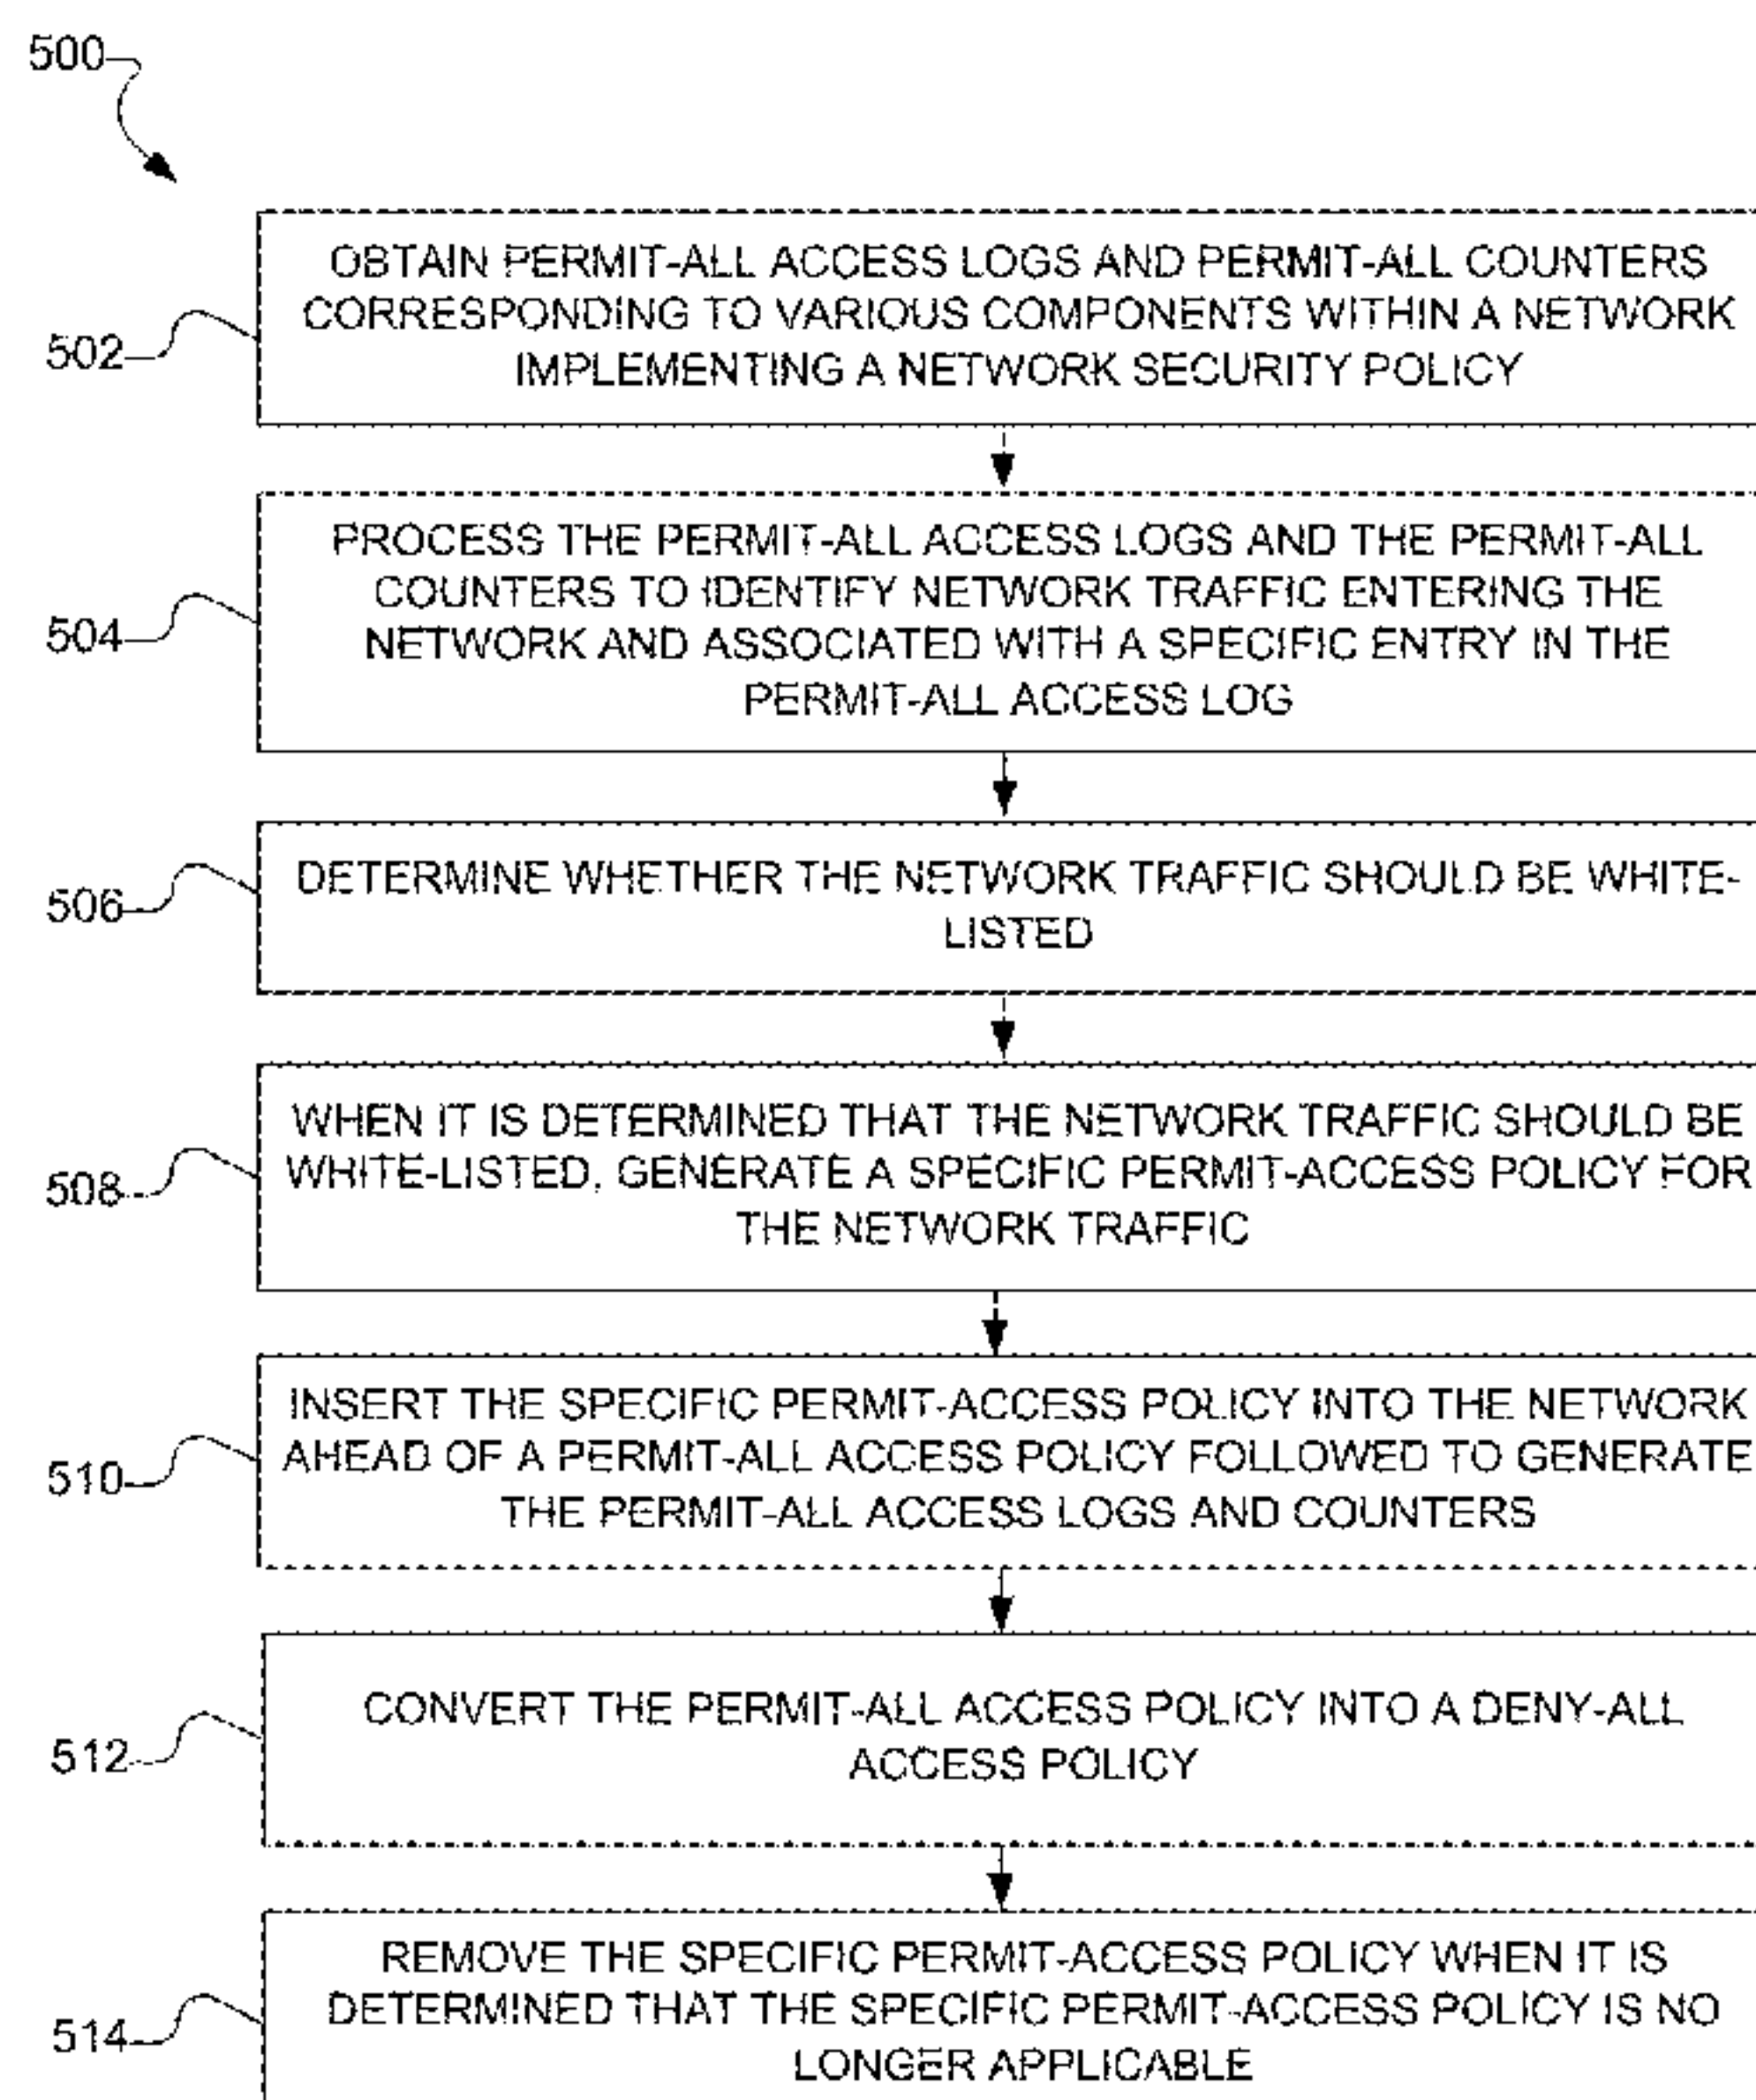 500
502
OBTAIN PERMIT-ALL ACCESS LOGS AND PERMIT-ALL COUNTERS
CORRESPONDING TO VARIOUS COMPONENTS WITHIN A NETWORK
IMPLEMENTING A NETWORK SECURITY POLICY
504
PROCESS THE PERMIT-ALL ACCESS LOGS AND THE PERMIT-ALL
COUNTERS TO IDENTIFY NETWORK TRAFFIC ENTERING THE
NETWORK AND ASSOCIATED WITH A SPECIFIC ENTRY IN THE
PERMIT-ALL ACCESS LOG
506
DETERMINE WHETHER THE NETWORK TRAFFIC SHOULD BE WHITE-
LISTED
508
WHEN IT IS DETERMINED THAT THE NETWORK TRAFFIC SHOULD BE
WHITE-LISTED, GENERATE A SPECIFIC PERMIT-ACCESS POLICY FOR
THE NETWORK TRAFFIC
510
INSERT THE SPECIFIC PERMIT-ACCESS POLICY INTO THE NETWORK
AHEAD OF A PERMIT-ALL ACCESS POLICY FOLLOWED TO GENERATE
THE PERMIT-ALL ACCESS LOGS AND COUNTERS
512
CONVERT THE PERMIT-ALL ACCESS POLICY INTO A DENY-ALL
ACCESS POLICY
514
REMOVE THE SPECIFIC PERMIT-ACCESS POLICY WHEN IT IS
DETERMINED THAT THE SPECIFIC PERMIT-ACCESS POLICY IS NO
LONGER APPLICABLE